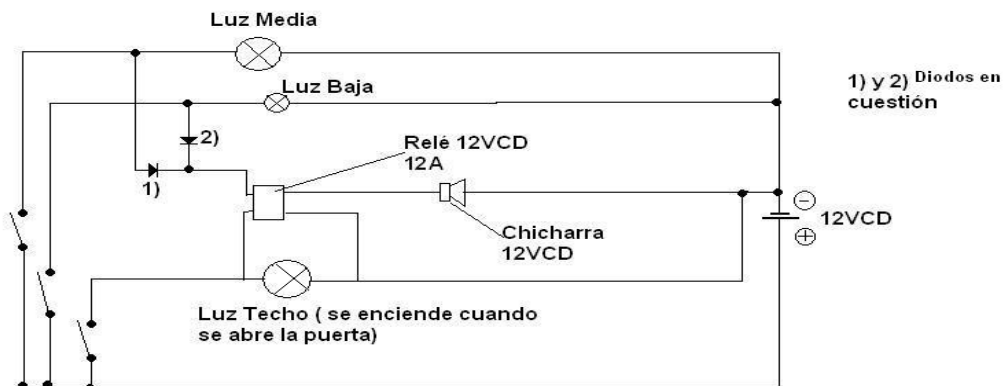 Luz Media
Luz Baja
1) y 2) Diodos en
cuestión
2)
Relé 12VCD
12A
1)
Chicharra
12VCD
12VCD
Luz Techo ( se enciende cuando
se abre la puerta)